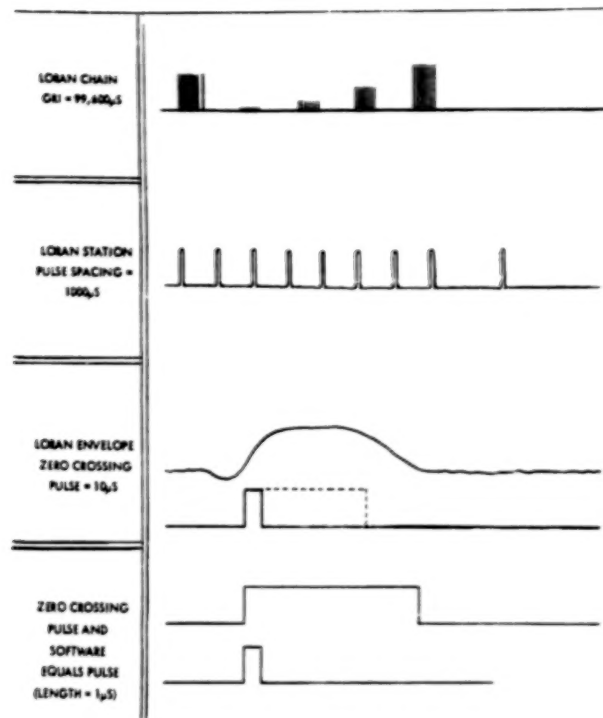 LORAN CHAIN
GRI = 99,600µS
LORAN STATION
PULSE SPACING =
1000µS
LORAN ENVELOPE
ZERO CROSSING
PULSE = 10µS
ZERO CROSSING
PULSE AND
SOFTWARE
EQUALS PULSE
(LENGTH = 1µS)